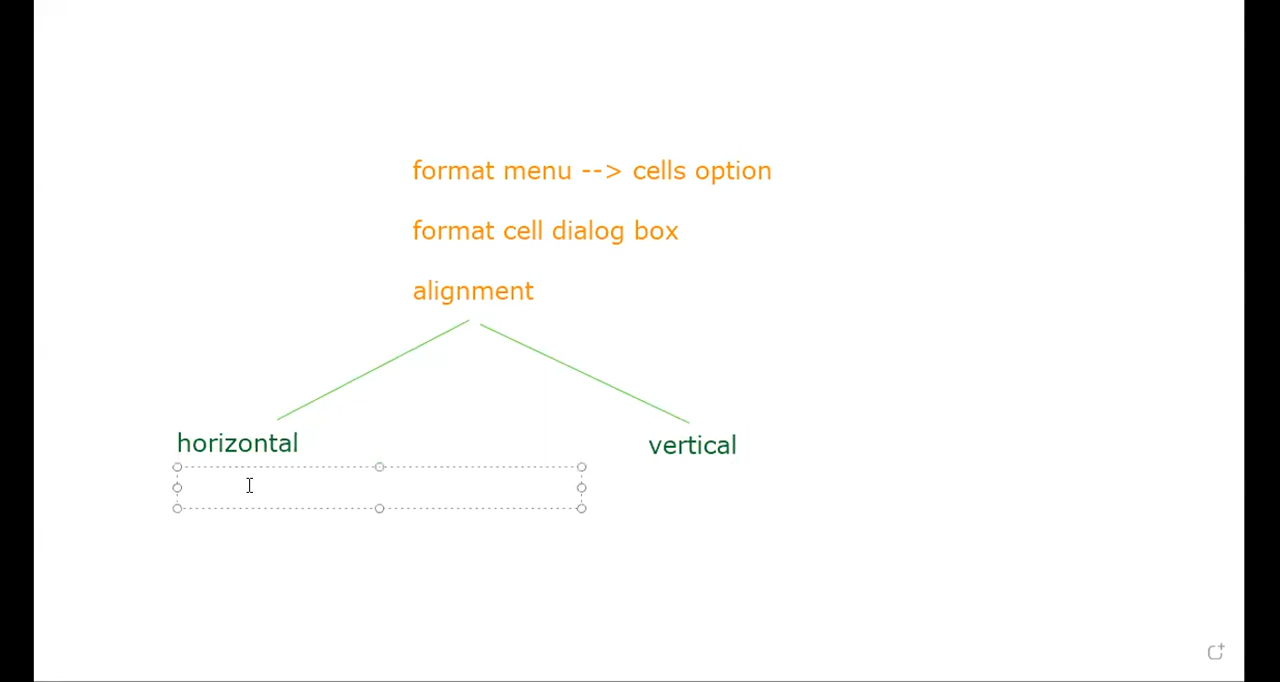 format menu --> cells option
format cell dialog box
alignment
horizontal
vertical